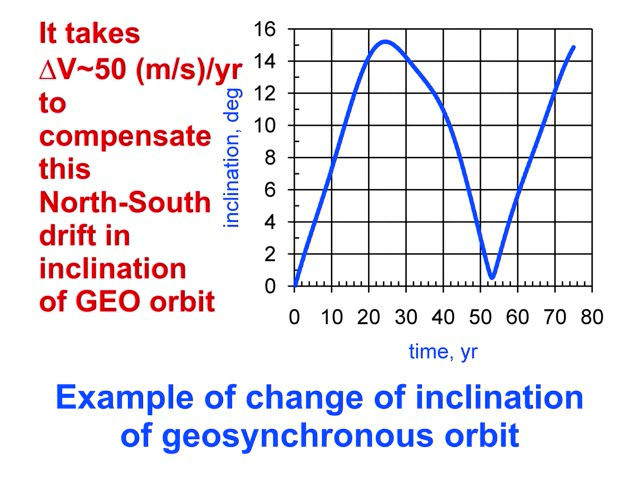 It takes
ΔV~50 (m/s)/yr
to
compensate
this
North-South
drift in
inclination
of GEO orbit
inclination, deg
16
14
12
10
8
6
4
2
0
0 10 20 30 40 50 60 70 80
time, yr
Example of change of inclination
of geosynchronous orbit